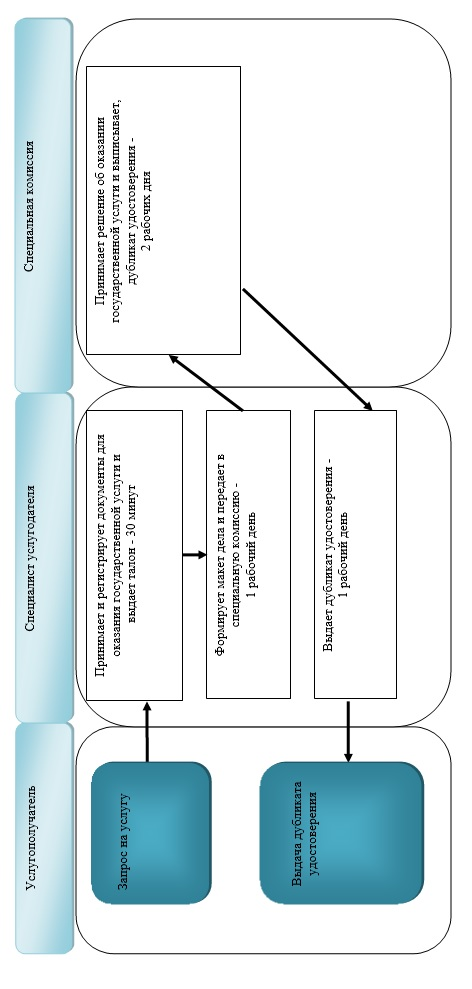 Услугополучатель
Специалист услугодателя
Специальная комиссия
Запрос на услугу
Принимает и регистрирует документы для
оказания государственной услуги и
выдает талон - 30 минут
Формирует макет дела и передает в
специальную комиссию -
1 рабочий день
Принимает решение об оказании
государственной услуги и выписывает,
дубликат удостоверения -
2 рабочих дня
Выдает дубликат удостоверения -
1 рабочий день
Выдача дубликата
удостоверения